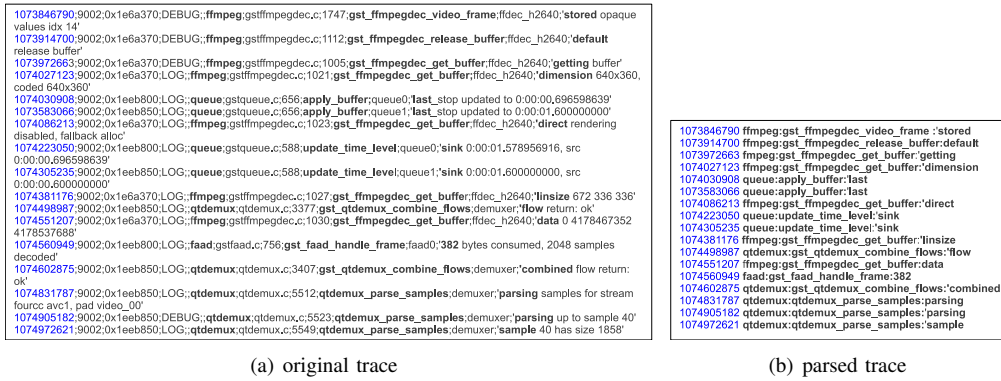 1073846790;9002;0x1e6a370;DEBUG;;ffmpeg;gstffmpegdec.c;1747;gst_ffmpegdec_video_frame;ffdec_h2640;'stored opaque
values idx 14'
1073914700;9002;0x1e6a370;DEBUG;;ffmpeg;gstffmpegdec.c;1112;gst_ffmpegdec_release_buffer;ffdec_h2640;'default
release buffer'
1073972663;9002;0x1e6a370;DEBUG;;ffmpeg;gstffmpegdec.c;1005;gst_ffmpegdec_get_buffer;ffdec_h2640;'getting buffer'
1074027123;9002;0x1e6a370;LOG;;ffmpeg;gstffmpegdec.c;1021;gst_ffmpegdec_get_buffer;ffdec_h2640;'dimension 640x360,
coded 640x360'
1074030908;9002;0x1eeb800;LOG;;queue;gstqueue.c;656;apply_buffer;queue0;'last_stop updated to 0:00:00.696598639'
1073583066;9002;0x1eeb850;LOG;;queue;gstqueue.c;656;apply_buffer;queue1;'last_stop updated to 0:00:01.600000000'
1074086213;9002;0x1e6a370;LOG;;ffmpeg;gstffmpegdec.c;1023;gst_ffmpegdec_get_buffer;ffdec_h2640;'direct rendering
disabled, fallback alloc'
1074223050;9002;0x1eeb800;LOG;;queue;gstqueue.c;588;update_time_level;queue0;'sink 0:00:01.578956916, src
0:00:00.696598639'
1074305235;9002;0x1eeb850;LOG;;queue;gstqueue.c;588;update_time_level;queue1;'sink 0:00:01.600000000, src
0:00:00.600000000'
1074381176;9002;0x1e6a370;LOG;;ffmpeg;gstffmpegdec.c;1027;gst_ffmpegdec_get_buffer;ffdec_h2640;'linsize 672 336 336'
1074498987;9002;0x1eeb850;LOG;;qtdemux;qtdemux.c;3377;gst_qtdemux_combine_flows;demuxer;'flow return: ok'
1074551207;9002;0x1e6a370;LOG;;ffmpeg;gstffmpegdec.c;1030;gst_ffmpegdec_get_buffer;ffdec_h2640;'data 0 4178467352
4178537688'
1074560949;9002;0x1eeb800;LOG;;faad;gstfaad.c;756;gst_faad_handle_frame;faad0;'382 bytes consumed, 2048 samples
decoded'
1074602875;9002;0x1eeb850;LOG;;qtdemux;qtdemux.c;3407;gst_qtdemux_combine_flows;demuxer;'combined flow return:
ok'
1074831787;9002;0x1eeb850;LOG;;qtdemux;qtdemux.c;5512;qtdemux_parse_samples;demuxer;'parsing samples for stream
fourcc avc1, pad video_00'
1074905182;9002;0x1eeb850;DEBUG;;qtdemux;qtdemux.c;5523;qtdemux_parse_samples;demuxer;'parsing up to sample 40'
1074972621;9002;0x1eeb850;LOG;;qtdemux;qtdemux.c;5549;qtdemux_parse_samples;demuxer;'sample 40 has size 1858'
(a) original trace
1073846790 ffmpeg:gst_ffmpegdec_video_frame :'stored
1073914700 ffmpeg:gst_ffmpegdec_release_buffer:default
1073972663 fmpeg:gst_ffmpegdec_get_buffer:'getting
1074027123 ffmpeg:gst_ffmpegdec_get_buffer:'dimension
1074030908 queue:apply_buffer:'last
1073583066 queue:apply_buffer:'last
1074086213 ffmpeg:gst_ffmpegdec_get_buffer:'direct
1074223050 queue:update_time_level:'sink
1074305235 queue:update_time_level:'sink
1074381176 ffmpeg:gst_ffmpegdec_get_buffer:'linsize
1074498987 qtdemux:gst_qtdemux_combine_flows:'flow
1074551207 ffmpeg:gst_ffmpegdec_get_buffer:data
1074560949 faad:gst_faad_handle_frame:382
1074602875 qtdemux:gst_qtdemux_combine_flows:'combined
1074831787 qtdemux:qtdemux_parse_samples:parsing
1074905182 qtdemux:qtdemux_parse_samples:'parsing
1074972621 qtdemux:qtdemux_parse_samples:'sample
(b) parsed trace